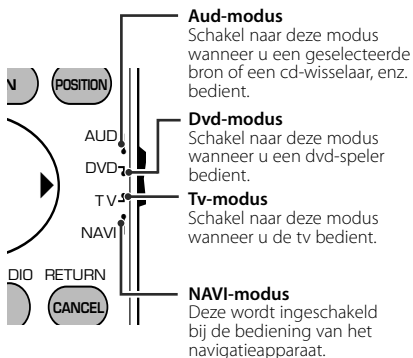 Aud-modus
Schakel naar deze modus
wanneer u een geselecteerde
bron of een cd-wisselaar, enz.
bedient.
Dvd-modus
Schakel naar deze modus
wanneer u een dvd-speler
bedient.
Tv-modus
Schakel naar deze modus
wanneer u de tv bedient.
NAVI-modus
Deze wordt ingeschakeld
bij de bediening van het
navigatieapparaat.
N
POSITION
AUD
DVD
TV
NAVI
DIO RETURN
CANCEL